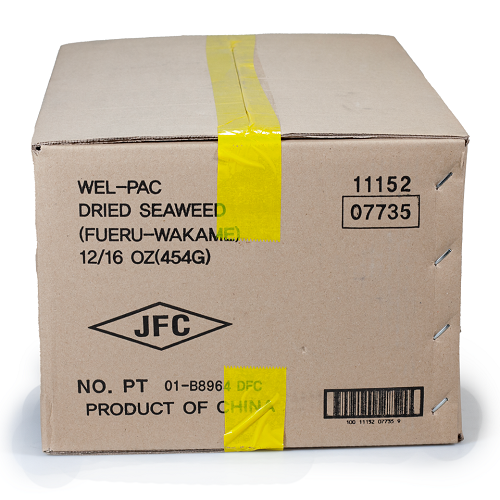 WEL-PAC
DRIED SEAWEED
(FUERU-WAKAME)
12/16 OZ(454G)
11152
07735
JFC
NO. PT 01-B8964 DFC
PRODUCT OF CHINA
100 11152 07735 9